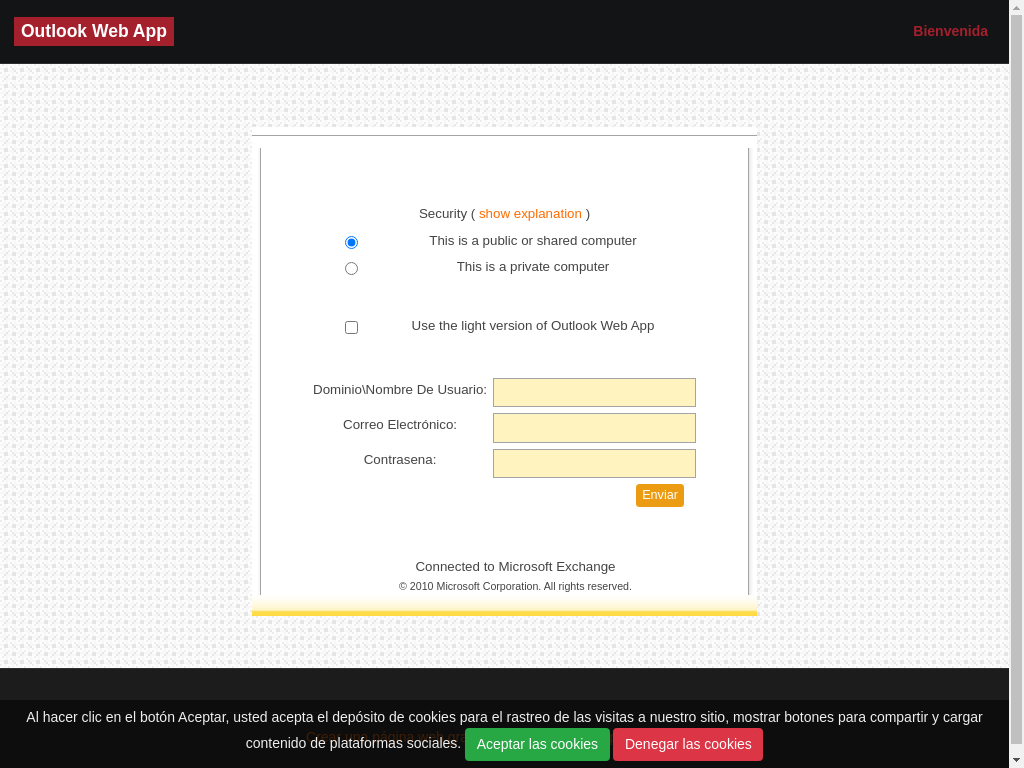 Outlook Web App
Bienvenida
Security ( show explanation )
This is a public or shared computer
This is a private computer
Use the light version of Outlook Web App
Dominio\Nombre De Usuario:
Correo Electrónico:
Contrasena:
Enviar
Connected to Microsoft Exchange
© 2010 Microsoft Corporation. All rights reserved.
Al hacer clic en el botón Aceptar, usted acepta el depósito de cookies para el rastreo de las visitas a nuestro sitio, mostrar botones para compartir y cargar
contenido de plataformas sociales. Aceptar las cookies Denegar las cookies
Crear una página web